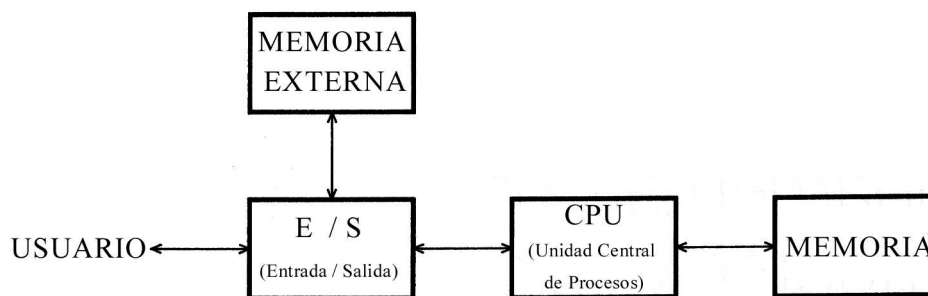 MEMORIA
EXTERNA
USUARIO
E / S
(Entrada / Salida)
CPU
(Unidad Central
de Procesos)
MEMORIA